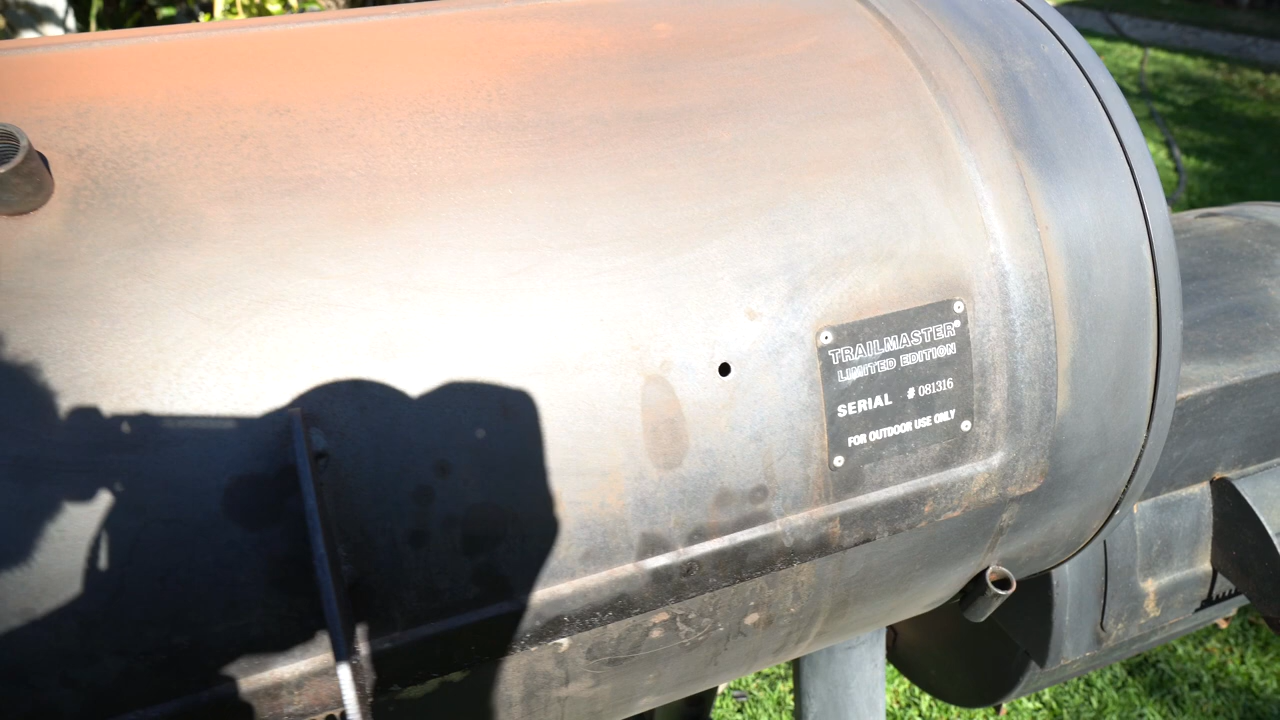 TRAILMASTER®
LIMITED EDITION
SERIAL # 081316
FOR OUTDOOR USE ONLY